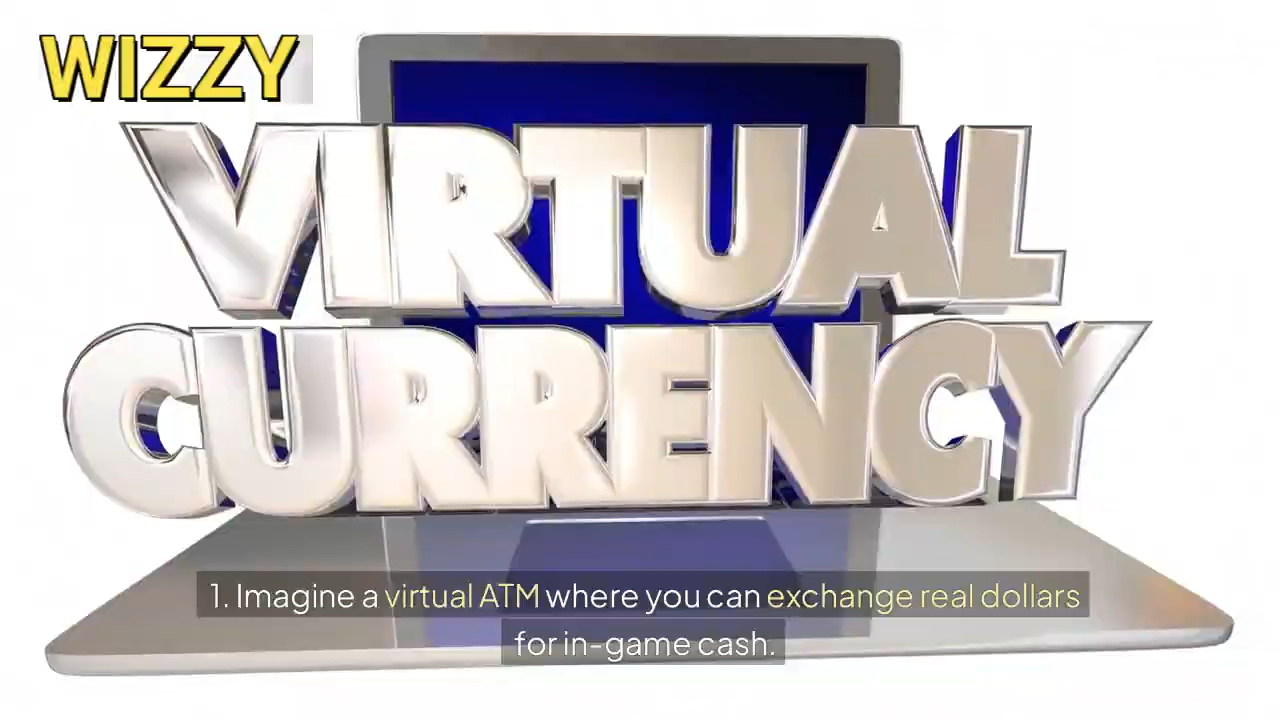 WIZZY
VIRTUAL
CURRENCY
1. Imagine a virtual ATM where you can exchange real dollars
for in-game cash.